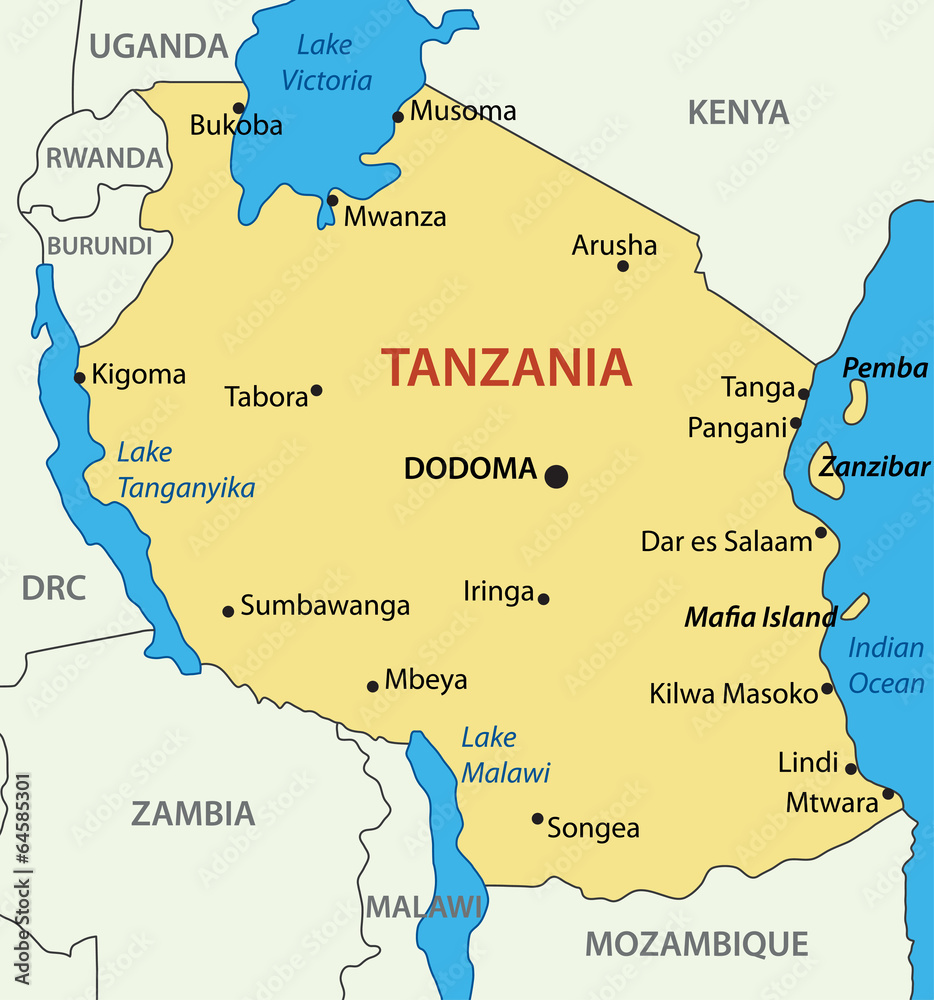 UGANDA
Lake
Victoria
KENYA
Musoma
Bukoba
RWANDA
Mwanza
BURUNDI
Arusha
TANZANIA
Pemba
Kigoma
Tabora
Tanga
Pangani
Lake
Tanganyika
DODOMA
Zanzibar
Dar es Salaam
DRC
Iringa
Sumbawanga
Mafia Island
Indian
Ocean
Mbeya
Kilwa Masoko
Lake
Malawi
Lindi
Mtwara
ZAMBIA
Songea
MALAWI
MOZAMBIQUE
Adobe Stock | #64585301